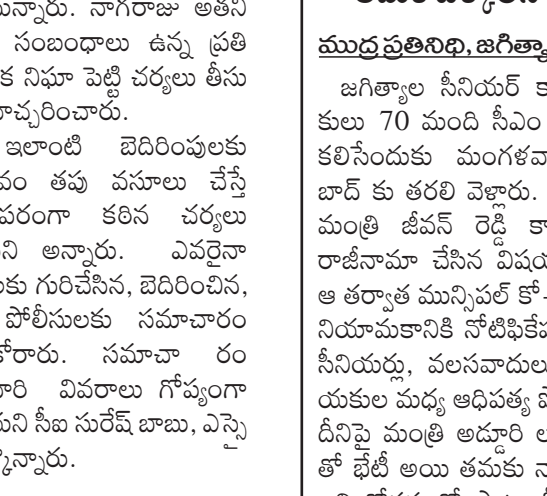 న్నారు. నాగరాజు అతని
సంబంధాలు ఉన్న ప్రతి
క నిఘా పెట్టి చర్యలు తీసు
చ్చరించారు.
ఇలాంటి బెదిరింపులకు
వం తపు వసూలు చేస్తే
పరంగా కఠిన చర్యలు
ని అన్నారు. ఎవరైనా
కు గురిచేసిన, బెదిరించిన,
పోలీసులకు సమాచారం
కోరారు. సమాచా రం
ారి వివరాలు గోప్యంగా
ుని సీఐ సురేష్ బాబు, ఎస్సై
్కొన్నారు.
ముద్ర ప్రతినిధి, జగిత్యా
జగిత్యాల సీనియర్ కా
కులు 70 మంది సీఎం
కలిసేందుకు మంగళవా
బాద్ కు తరలి వెళ్లారు.
మంత్రి జీవన్ రెడ్డి కా
రాజీనామా చేసిన విషయ
ఆ తర్వాత మున్సిపల్ కో-
నియామకానికి నోటిఫికేష
సీనియర్లు, వలసవాదులు
యకుల మధ్య ఆధిపత్య పో
దీనిపై మంత్రి అడ్లూరి ల
తో భేటీ అయి తమకు న